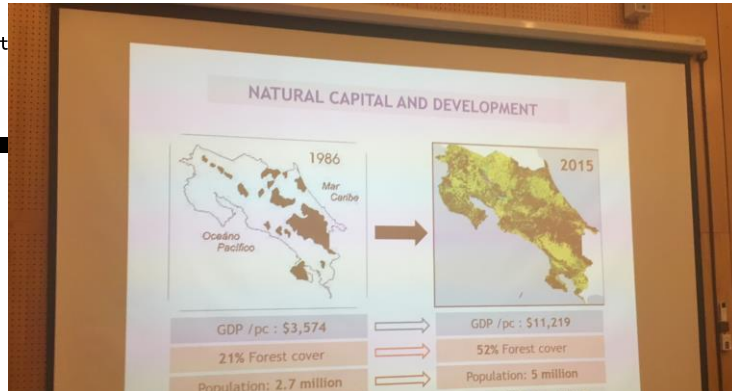 t
NATURAL CAPITAL AND DEVELOPMENT
1986
Mar
Caribe
Oceáno
Pacífico
2015
GDP /pc : $3,574
GDP /pc : $11,219
21% Forest cover
52% Forest cover
Population: 2.7 million
Population: 5 million